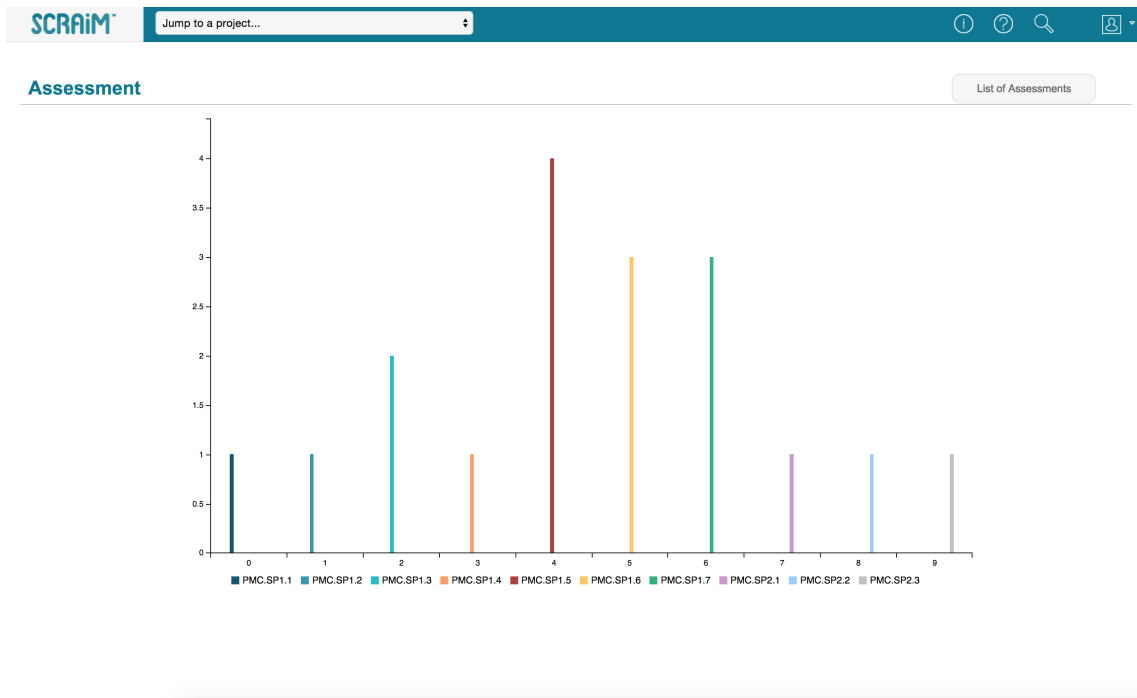 SCRAiM™ Jump to a project...
Assessment List of Assessments
4
3.5
3
2.5
2
1.5
1
0.5
0
0 1 2 3 4 5 6 7 8 9
PMC.SP1.1 PMC.SP1.2 PMC.SP1.3 PMC.SP1.4 PMC.SP1.5 PMC.SP1.6 PMC.SP1.7 PMC.SP2.1 PMC.SP2.2 PMC.SP2.3